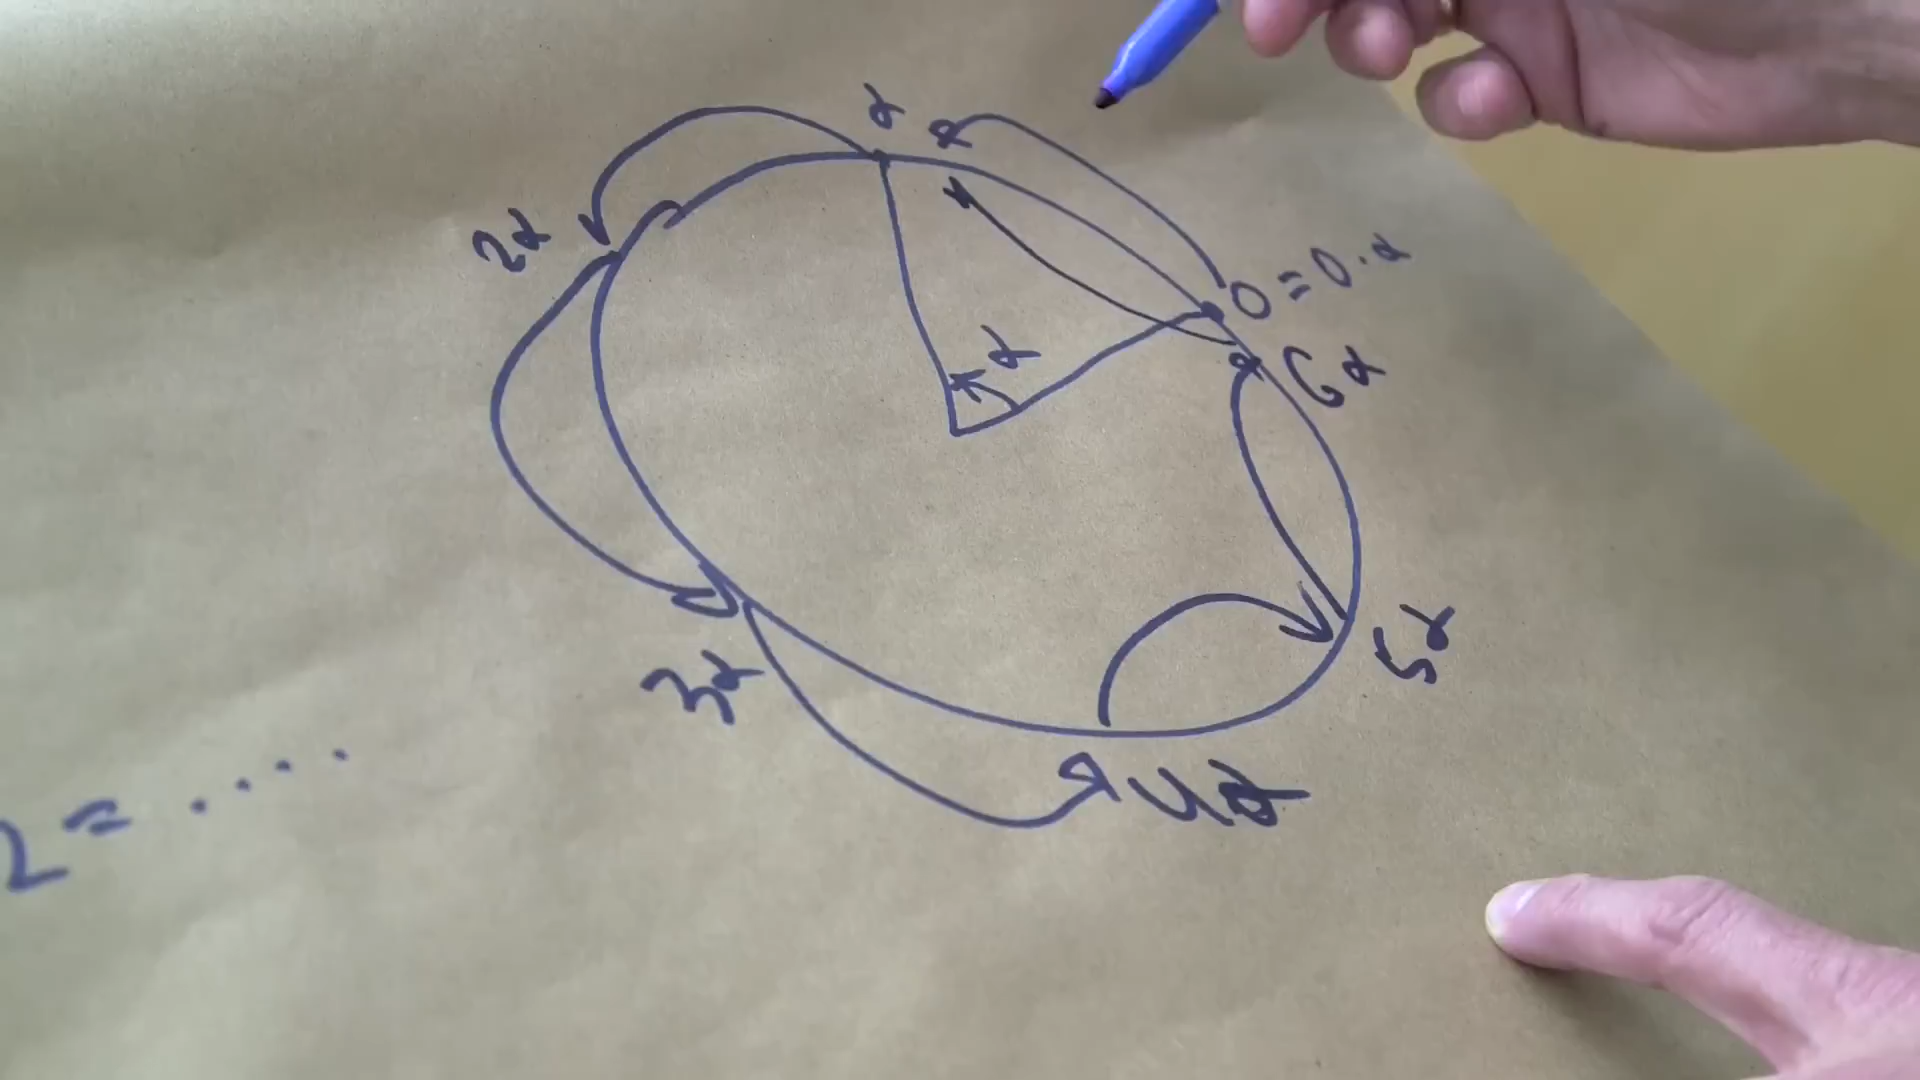 α
2α
0 = 0·α
α
6α
5α
3α
4α
2 = .....